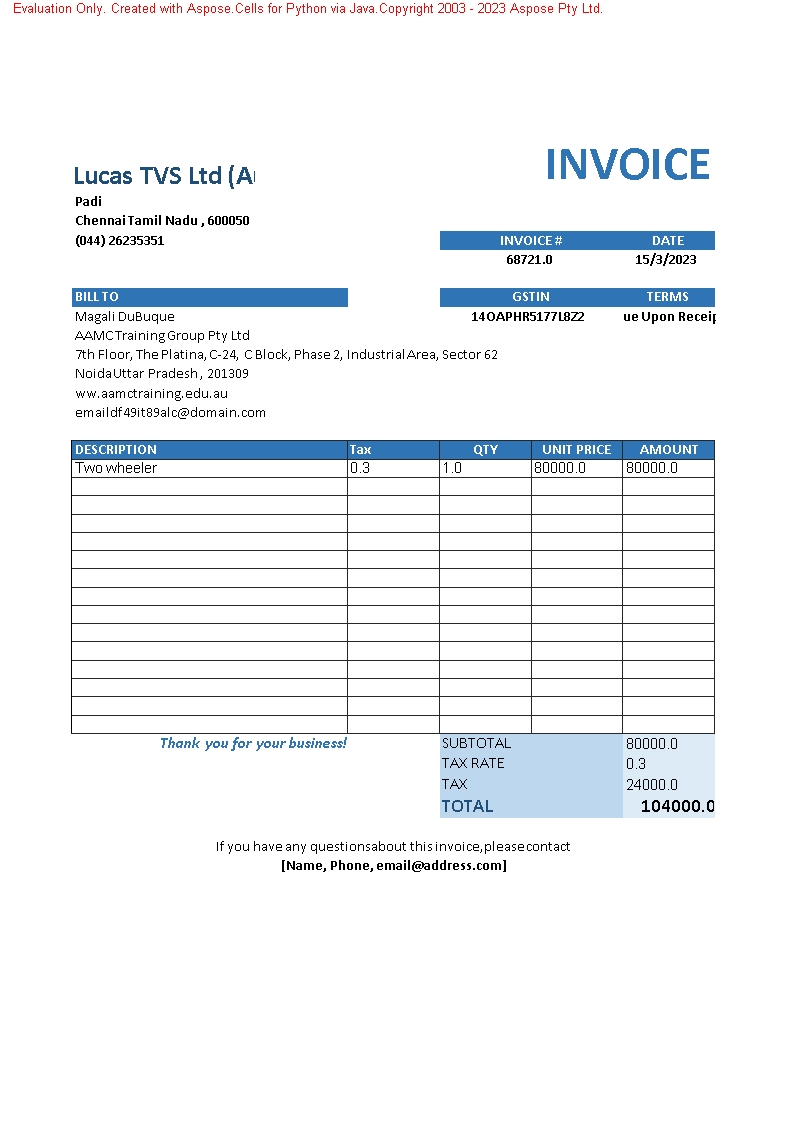 Evaluation Only. Created with Aspose.Cells for Python via Java.Copyright 2003 - 2023 Aspose Pty Ltd.
INVOICE
Lucas TVS Ltd (A
Padi
Chennai Tamil Nadu , 600050
(044) 26235351
INVOICE # DATE
68721.0 15/3/2023
BILL TO GSTIN TERMS
Magali DuBuque 14OAPHR5177L8Z2 ue Upon Receip
AAMC Training Group Pty Ltd
7th Floor, The Platina, C-24, C Block, Phase 2, Industrial Area, Sector 62
Noida Uttar Pradesh , 201309
ww.aamctraining.edu.au
emaildf49it89alc@domain.com
DESCRIPTION Tax QTY UNIT PRICE AMOUNT
Two wheeler 0.3 1.0 80000.0 80000.0
Thank you for your business! SUBTOTAL 80000.0
TAX RATE 0.3
TAX 24000.0
TOTAL 104000.0
If you have any questions about this invoice, please contact
[Name, Phone, email@address.com]